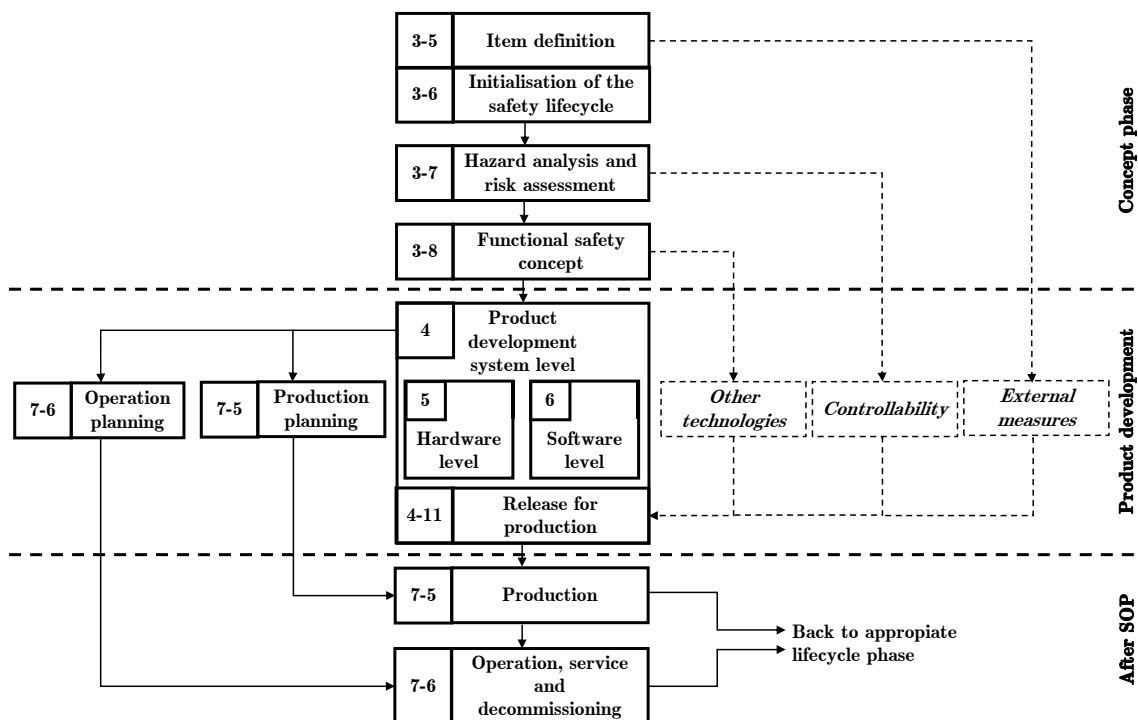 3-5
Item definition
3-6
Initialisation of the
safety lifecycle
3-7
Hazard analysis and
risk assessment
3-8
Functional safety
concept
Concept phase
4
Product
development
system level
7-6
Operation
planning
7-5
Production
planning
5
Hardware
level
6
Software
level
Other
technologies
Controllability
External
measures
4-11
Release for
production
Product development
7-5
Production
7-6
Operation, service
and
decommissioning
Back to appropiate
lifecycle phase
After SOP